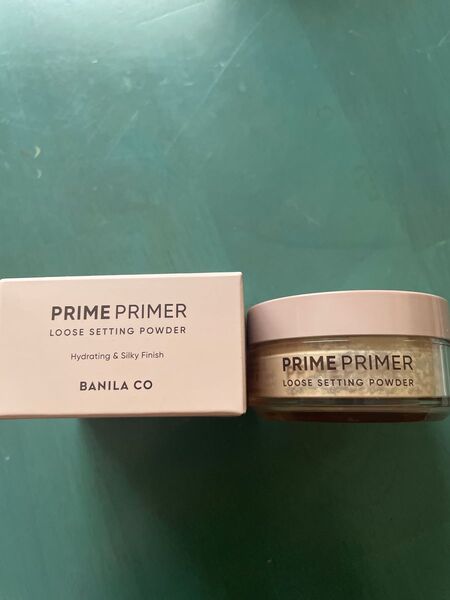 PRIME PRIMER
LOOSE SETTING POWDER
Hydrating & Silky Finish
BANILA CO
PRIME PRIMER
LOOSE SETTING POWDER